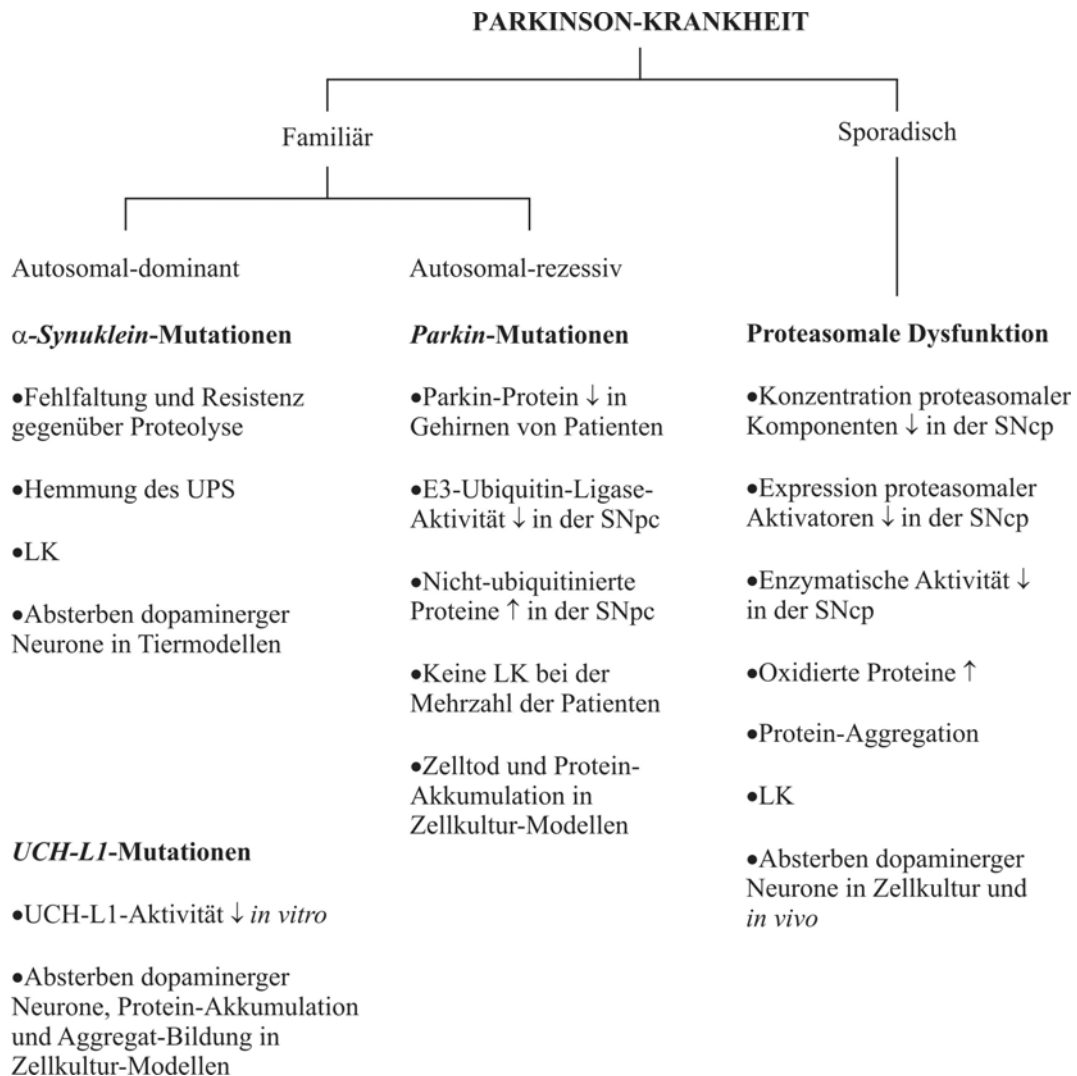 PARKINSON-KRANKHEIT
Familiär
Sporadisch
Autosomal-dominant
α-Synuklein-Mutationen
•Fehlfaltung und Resistenz
gegenüber Proteolyse
•Hemmung des UPS
•LK
•Absterben dopaminerger
Neurone in Tiermodellen
UCH-L1-Mutationen
•UCH-L1-Aktivität ↓ in vitro
•Absterben dopaminerger
Neurone, Protein-Akkumulation
und Aggregat-Bildung in
Zellkultur-Modellen
Autosomal-rezessiv
Parkin-Mutationen
•Parkin-Protein ↓ in
Gehirnen von Patienten
•E3-Ubiquitin-Ligase-
Aktivität ↓ in der SNpc
•Nicht-ubiquitinierte
Proteine ↑ in der SNpc
•Keine LK bei der
Mehrzahl der Patienten
•Zelltod und Protein-
Akkumulation in
Zellkultur-Modellen
Proteasomale Dysfunktion
•Konzentration proteasomaler
Komponenten ↓ in der SNcp
•Expression proteasomaler
Aktivatoren ↓ in der SNcp
•Enzymatische Aktivität ↓
in der SNcp
•Oxidierte Proteine ↑
•Protein-Aggregation
•LK
•Absterben dopaminerger
Neurone in Zellkultur und
in vivo